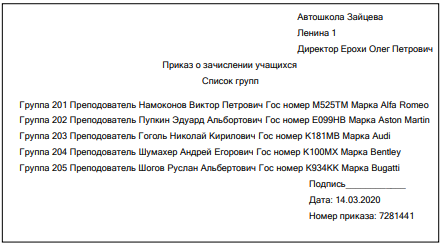 Автошкола Зайцева
Ленина 1
Директор Ерохи Олег Петрович
Приказ о зачислении учащихся
Список групп
Группа 201 Преподователь Намоконов Виктор Петрович Гос номер М525ТМ Марка Alfa Romeo
Группа 202 Преподователь Пупкин Эдуард Альбортович Гос номер Е099НВ Марка Aston Martin
Группа 203 Преподователь Гоголь Николай Кирилович Гос номер К181МВ Марка Audi
Группа 204 Преподователь Шумахер Андрей Егорович Гос номер К100МХ Марка Bentley
Группа 205 Преподователь Шогов Руслан Альбертович Гос номер К934КК Марка Bugatti
Подпись____________
Дата: 14.03.2020
Номер приказа: 7281441